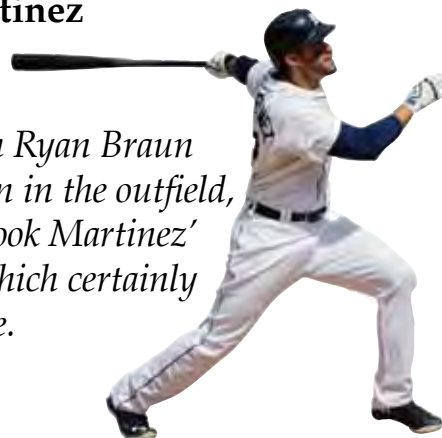 tinez
Ryan Braun
n in the outfield,
ook Martinez’
hich certainly
e.